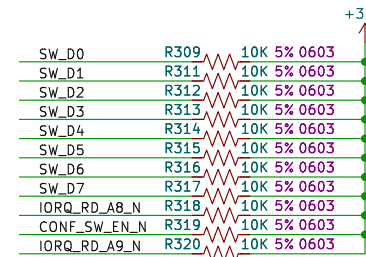 +3
SW_D0 R309 10K 5% 0603
SW_D1 R311 10K 5% 0603
SW_D2 R312 10K 5% 0603
SW_D3 R313 10K 5% 0603
SW_D4 R314 10K 5% 0603
SW_D5 R315 10K 5% 0603
SW_D6 R316 10K 5% 0603
SW_D7 R317 10K 5% 0603
IORQ_RD_A8_N R318 10K 5% 0603
CONF_SW_EN_N R319 10K 5% 0603
IORQ_RD_A9_N R320 10K 5% 0603